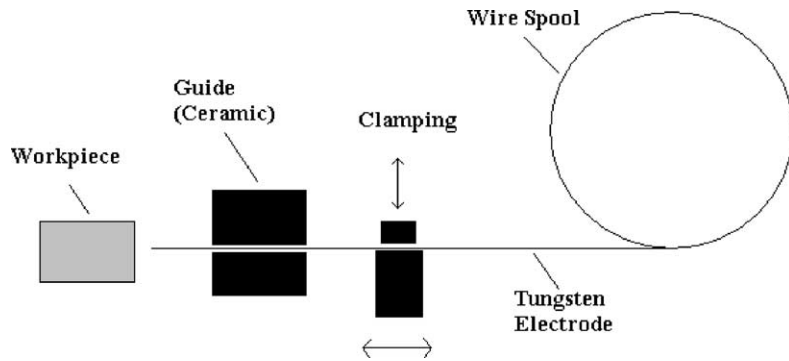 Wire Spool
Guide
(Ceramic)
Clamping
Workpiece
Tungsten
Electrode